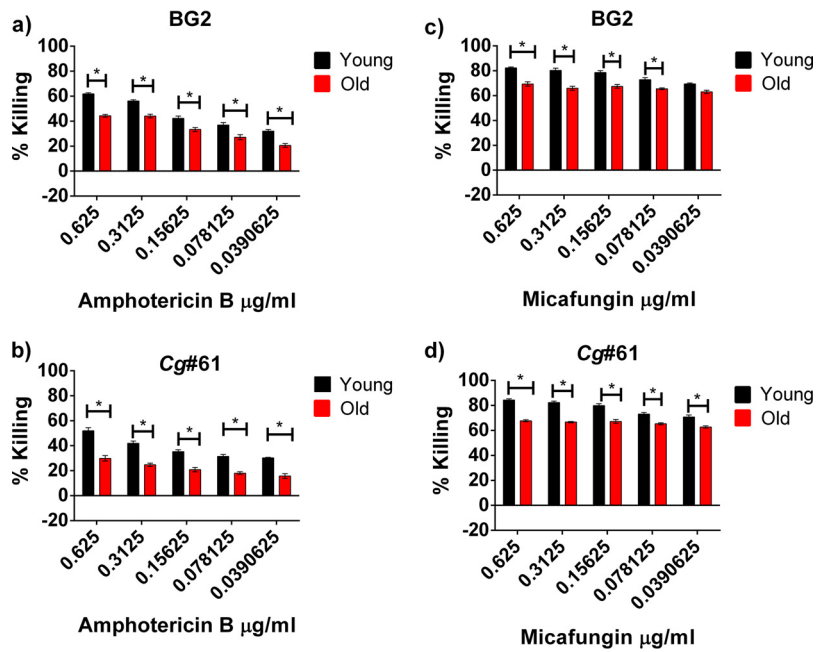 a)
BG2
% Killing
100
80
60
40
20
0
-20
*
*
*
*
*
Young
Old
0.625
0.3125
0.15625
0.078125
0.0390625
Amphotericin B μg/ml
c)
BG2
% Killing
100
80
60
40
20
0
-20
*
*
*
*
Young
Old
0.625
0.3125
0.15625
0.078125
0.0390625
Micafungin μg/ml
b)
Cg#61
% Killing
100
80
60
40
20
0
-20
*
*
*
*
*
Young
Old
0.625
0.3125
0.15625
0.078125
0.0390625
Amphotericin B μg/ml
d)
Cg#61
% Killing
100
80
60
40
20
0
-20
*
*
*
*
*
Young
Old
0.625
0.3125
0.15625
0.078125
0.0390625
Micafungin μg/ml